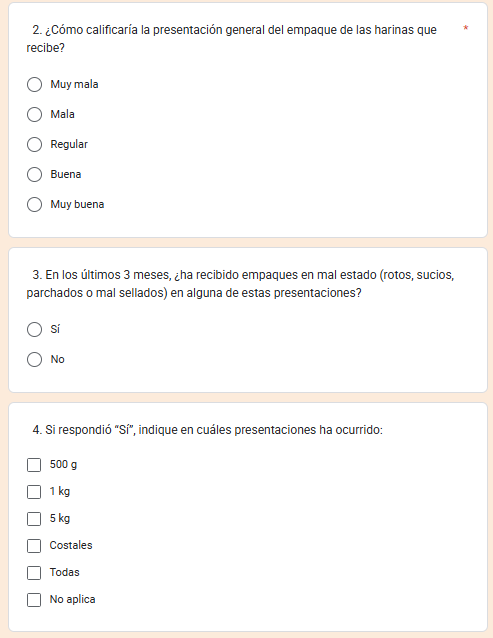 2. ¿Cómo calificaría la presentación general del empaque de las harinas que *
recibe?
Muy mala
Mala
Regular
Buena
Muy buena
3. En los últimos 3 meses, ¿ha recibido empaques en mal estado (rotos, sucios,
parchados o mal sellados) en alguna de estas presentaciones?
Sí
No
4. Si respondió “Sí”, indique en cuáles presentaciones ha ocurrido:
500 g
1 kg
5 kg
Costales
Todas
No aplica